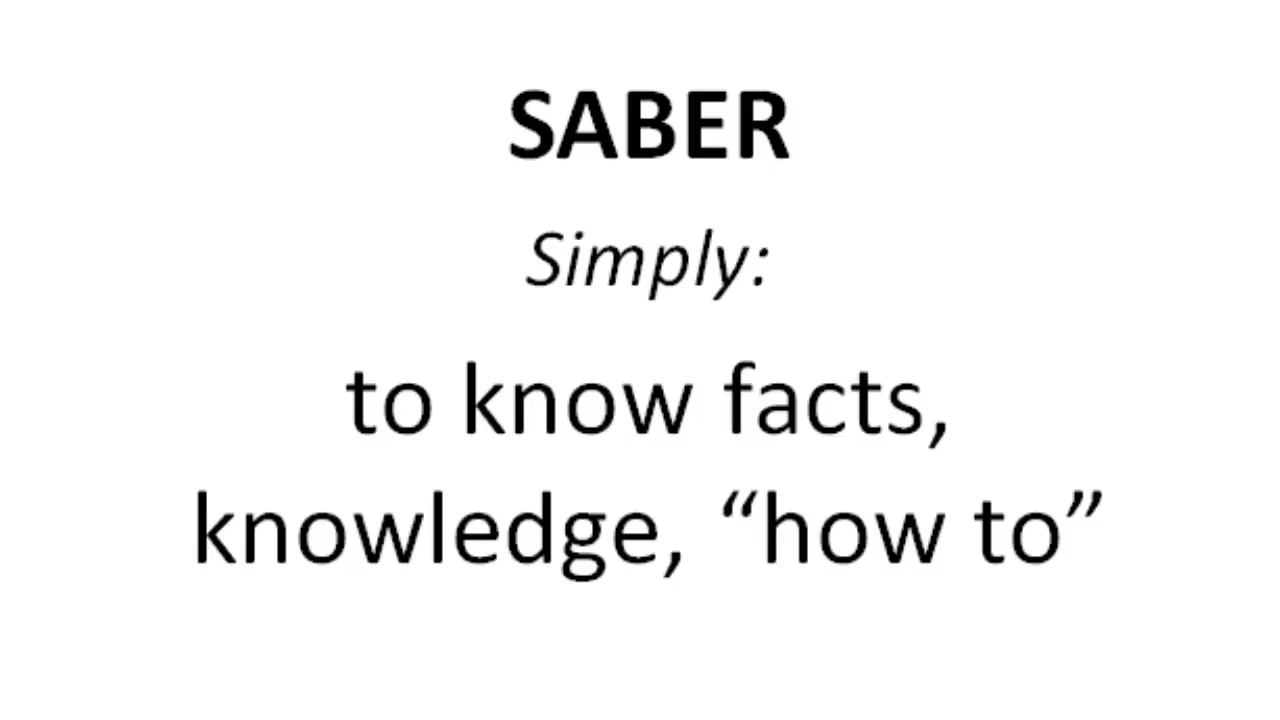 SABER
Simply:
to know facts,
knowledge, “how to”